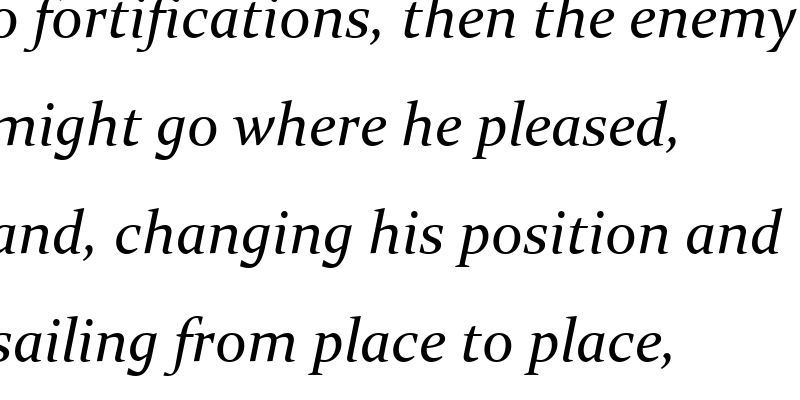 o fortifications, then the enemy
might go where he pleased,
and, changing his position and
sailing from place to place,